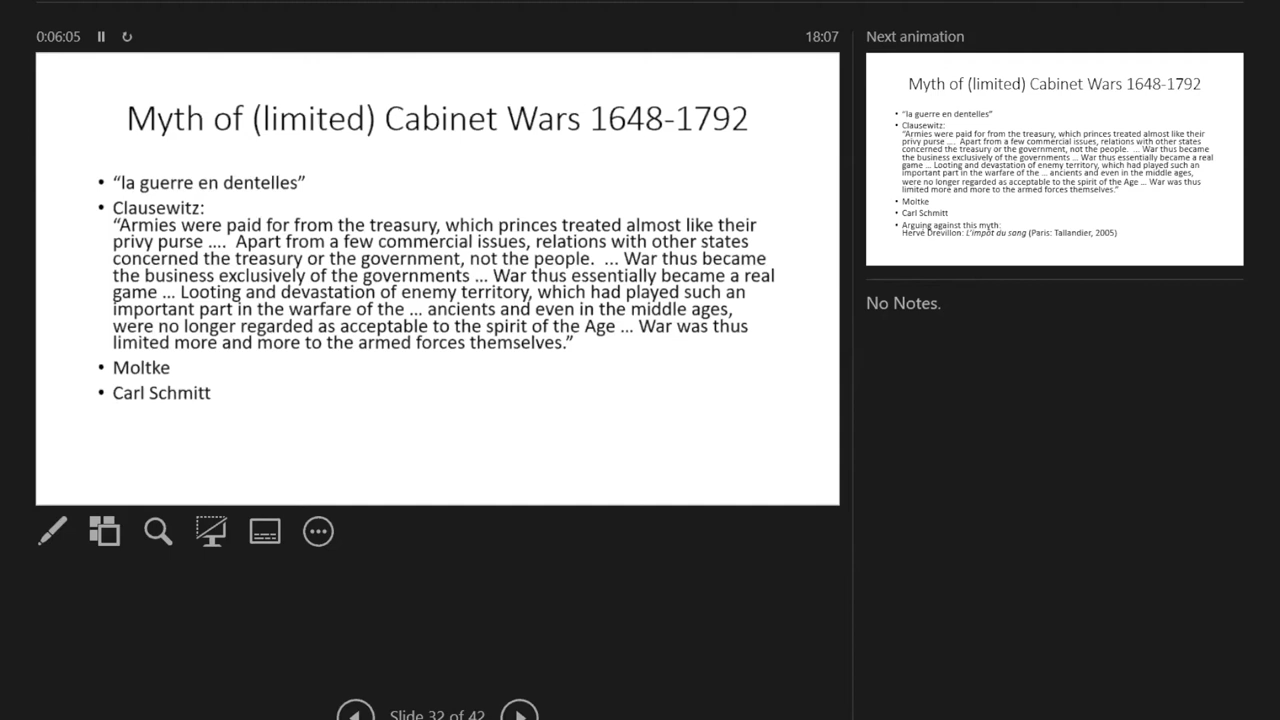 0:06:05
18:07
Next animation
Myth of (limited) Cabinet Wars 1648-1792
• “la guerre en dentelles”
• Clausewitz:
“Armies were paid for from the treasury, which princes treated almost like their
privy purse .... Apart from a few commercial issues, relations with other states
concerned the treasury or the government, not the people. ... War thus became
the business exclusively of the governments ... War thus essentially became a real
game ... Looting and devastation of enemy territory, which had played such an
important part in the warfare of the ... ancients and even in the middle ages,
were no longer regarded as acceptable to the spirit of the Age ... War was thus
limited more and more to the armed forces themselves.”
• Moltke
• Carl Schmitt
Myth of (limited) Cabinet Wars 1648-1792
• “la guerre en dentelles”
• Clausewitz:
“Armies were paid for from the treasury, which princes treated almost like their
privy purse .... Apart from a few commercial issues, relations with other states
concerned the treasury or the government, not the people. ... War thus became
the business exclusively of the governments ... War thus essentially became a real
game ... Looting and devastation of enemy territory, which had played such an
important part in the warfare of the ... ancients and even in the middle ages,
were no longer regarded as acceptable to the spirit of the Age ... War was thus
limited more and more to the armed forces themselves.”
• Moltke
• Carl Schmitt
• Arguing against this myth:
Hervé Drevillon: L’impôt du sang (Paris: Tallandier, 2005)
No Notes.
Slide 32 of 42